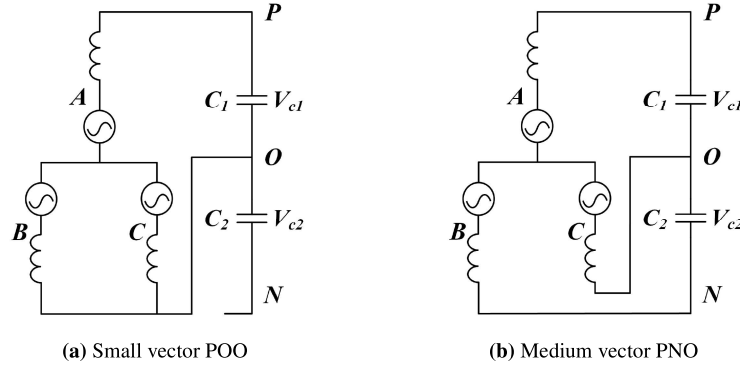 P
A
C₁ Vc1
O
B
C
C₂ Vc2
N
(a) Small vector POO
P
A
C₁ Vc1
O
B
C
C₂ Vc2
N
(b) Medium vector PNO